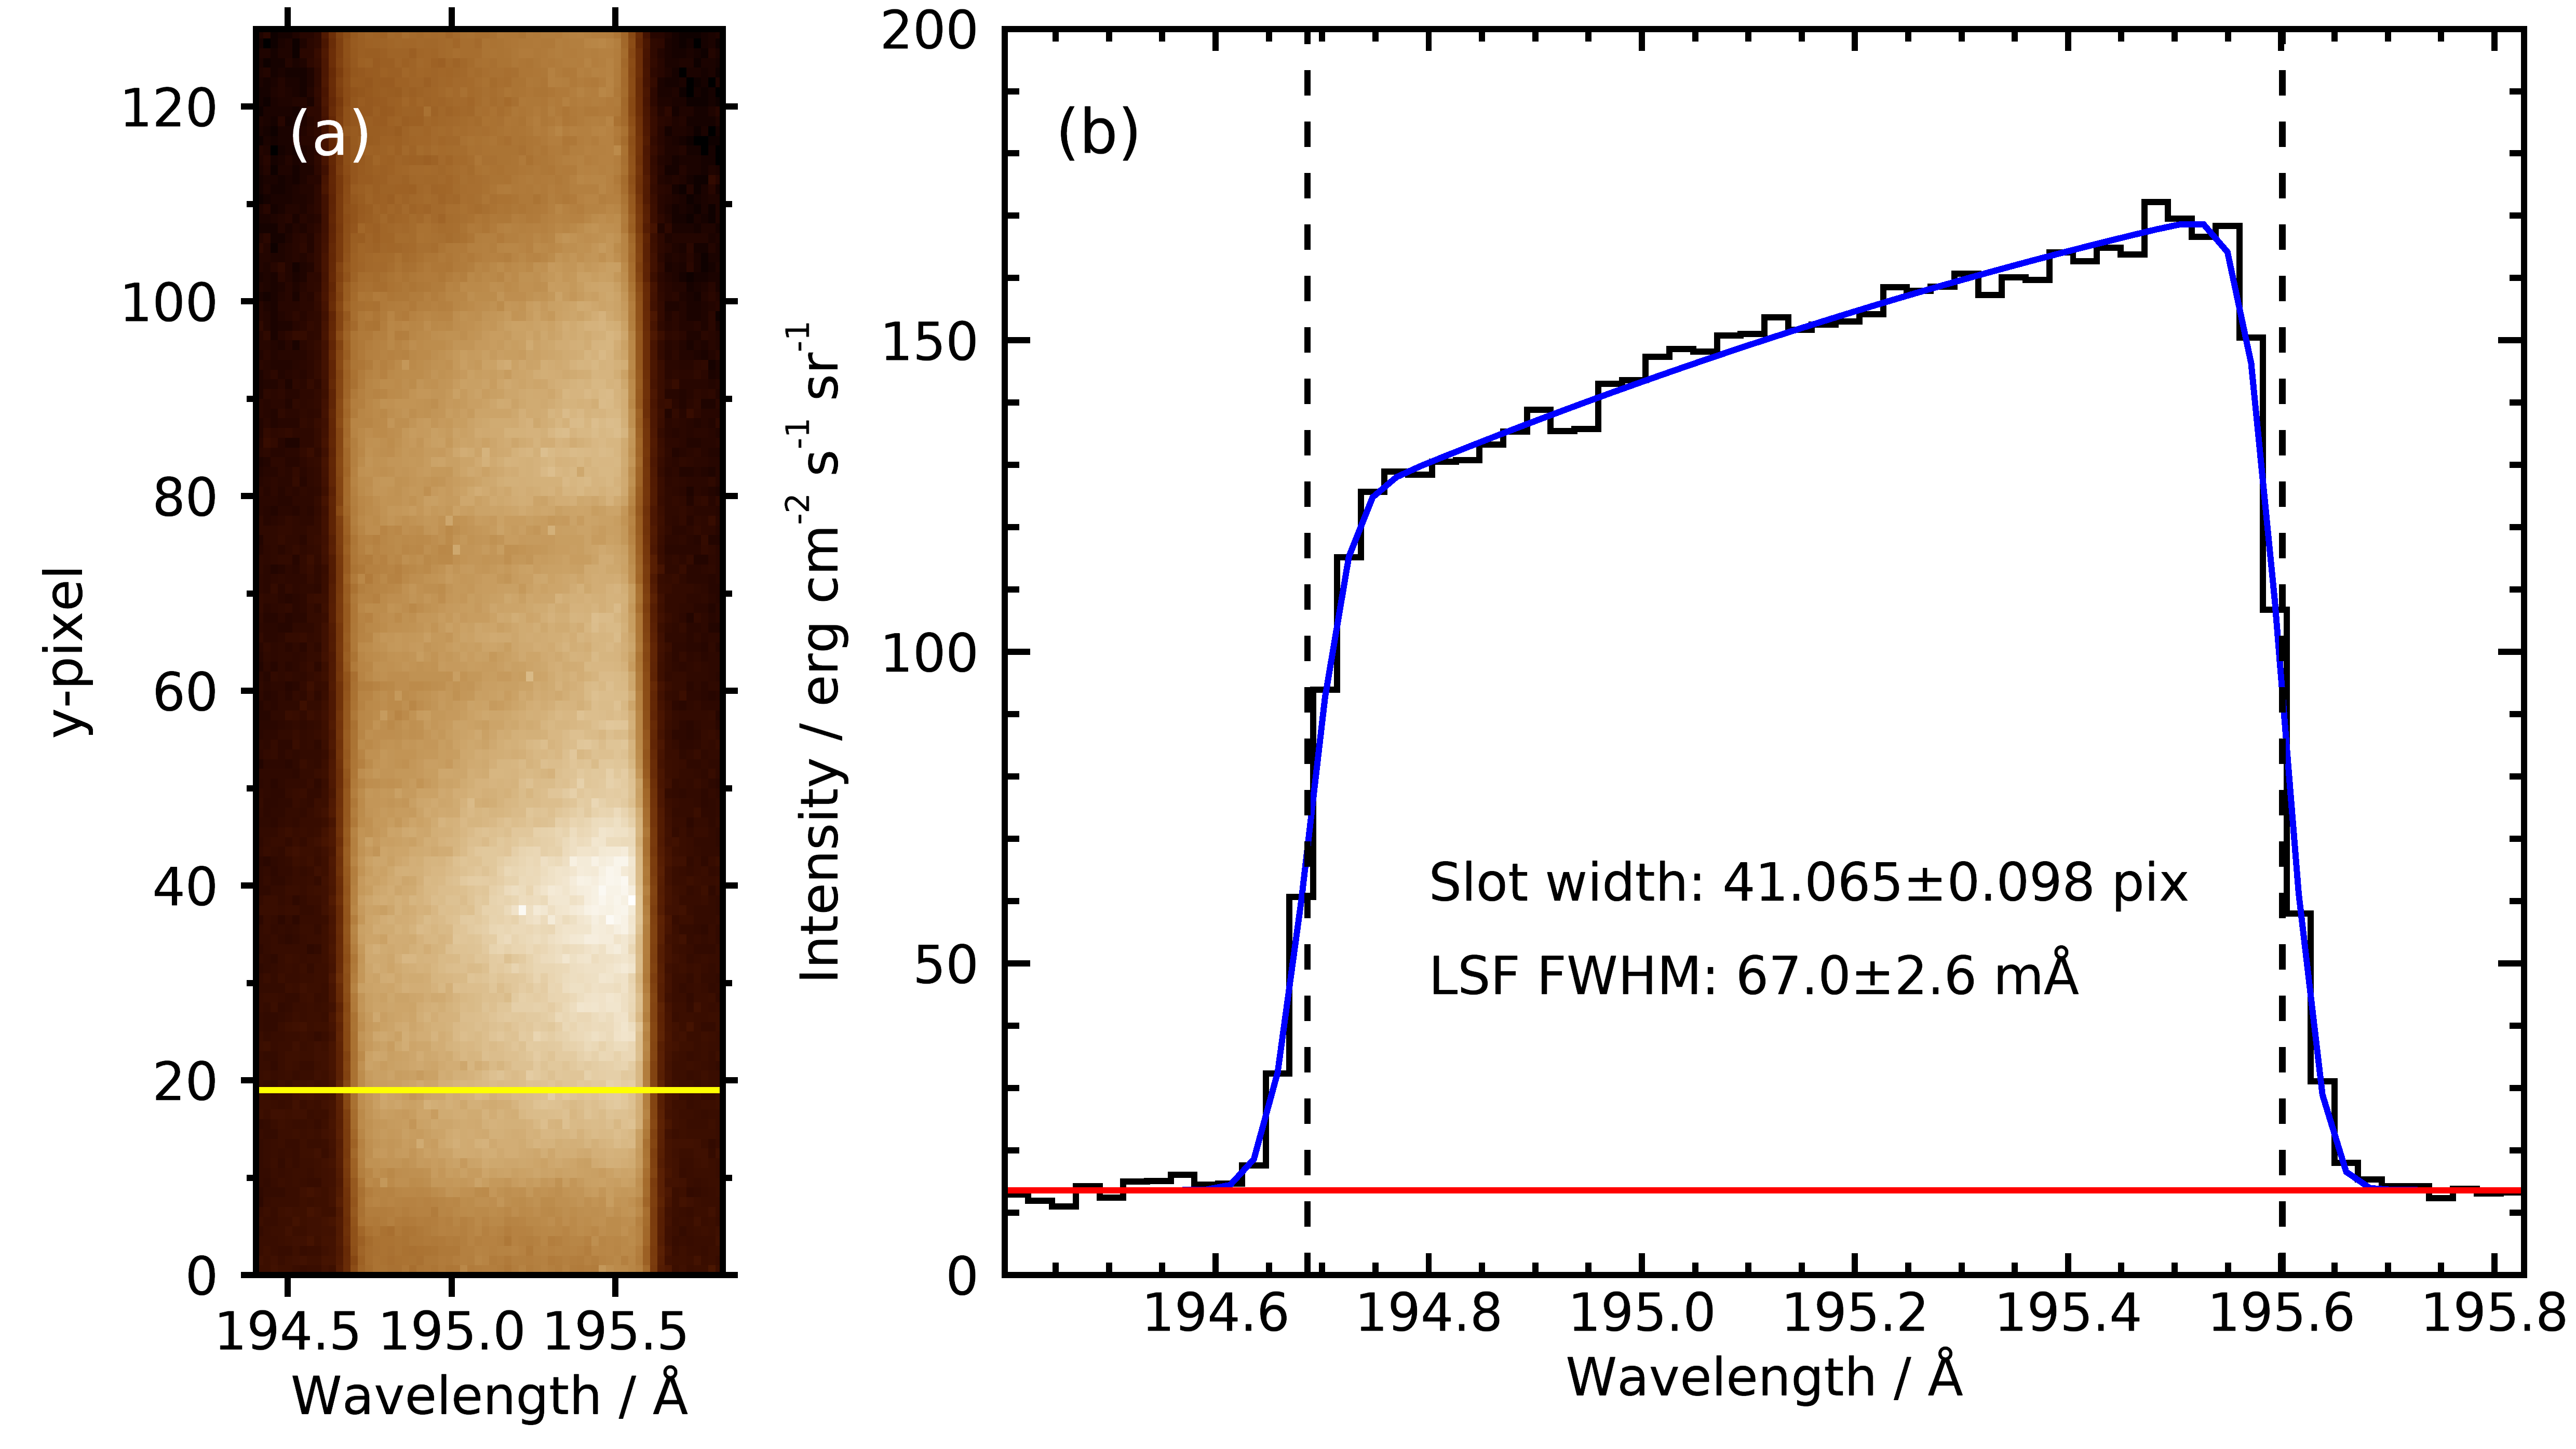 (a)
120
100
80
60
40
20
0
y-pixel
194.5 195.0 195.5
Wavelength / Å
(b)
200
150
100
50
0
Intensity / erg cm-2 s-1 sr-1
Slot width: 41.065±0.098 pix
LSF FWHM: 67.0±2.6 mÅ
194.6 194.8 195.0 195.2 195.4 195.6 195.8
Wavelength / Å